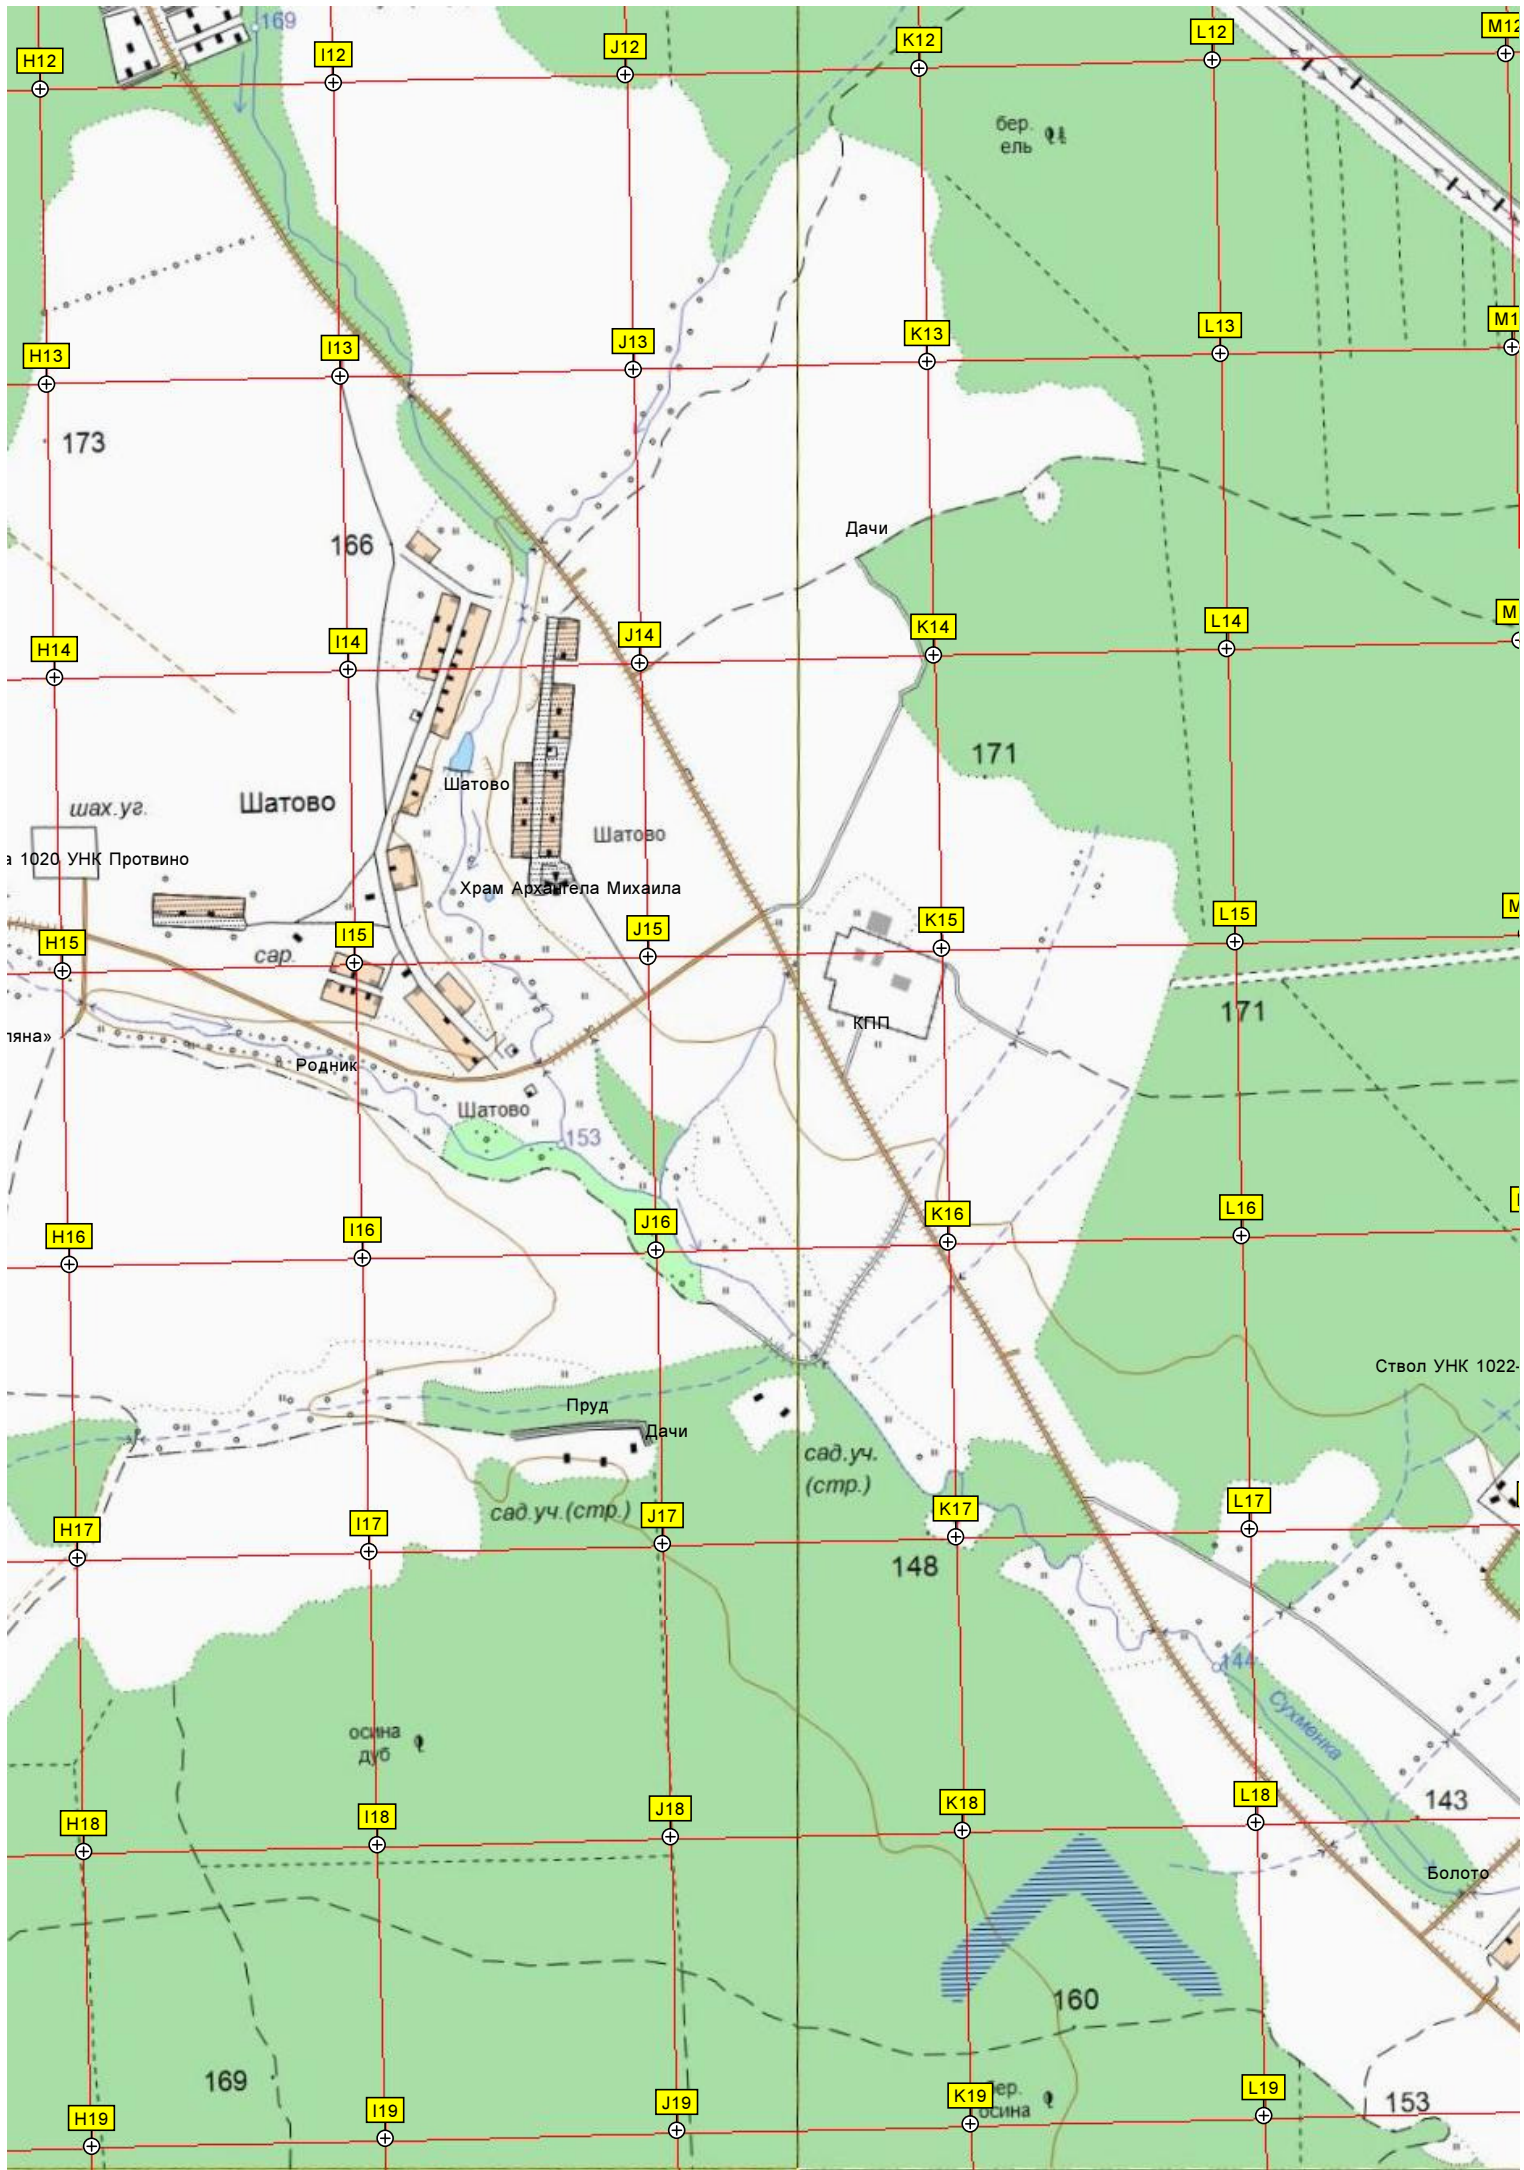 169
H12
I12
J12
K12
L12
M12
бер.
ель
H13
I13
J13
K13
L13
M1
173
166
Дачи
H14
I14
J14
K14
L14
M
171
шах.уг.
Шатово
Шатово
Шатово
а 1020 УНК Протвино
Храм Архангела Михаила
сар.
H15
I15
J15
K15
L15
M
171
КПП
ляна»
Родник
Шатово
153
H16
I16
J16
K16
L16
Ствол УНК 1022-
Пруд
Дачи
сад.уч.
(стр.)
сад.уч.(стр.)
H17
I17
J17
K17
L17
148
144
Сухменка
осина
дуб
H18
I18
J18
K18
L18
143
Болото
160
169
бер.
осина
153
H19
I19
J19
K19
L19